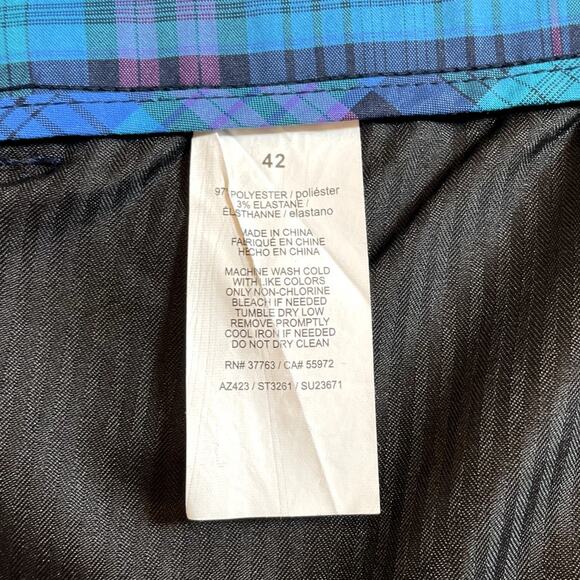 42
97% POLYESTER / poliéster
3% ELASTANE /
ÉLSTHANNE / elastano
MADE IN CHINA
FABRIQUÉ EN CHINE
HECHO EN CHINA
MACHINE WASH COLD
WITH LIKE COLORS
ONLY NON-CHLORINE
BLEACH IF NEEDED
TUMBLE DRY LOW
REMOVE PROMPTLY
COOL IRON IF NEEDED
DO NOT DRY CLEAN
RN# 37763 / CA# 55972
AZ423 / ST3261 / SU23671